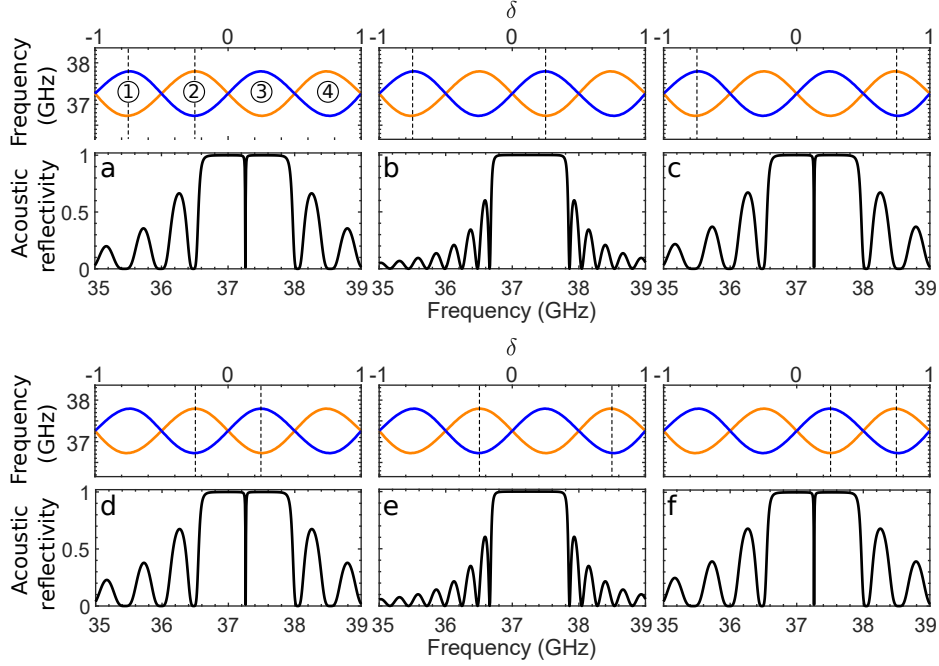 δ
-1 0 1 -1 0 1 -1 0 1
Frequency
(GHz)
38
37
① ② ③ ④
Acoustic
reflectivity
1
0.5
0
a b c
35 36 37 38 39 35 36 37 38 39 35 36 37 38 39
Frequency (GHz)
δ
-1 0 1 -1 0 1 -1 0 1
Frequency
(GHz)
38
37
Acoustic
reflectivity
1
0.5
0
d e f
35 36 37 38 39 35 36 37 38 39 35 36 37 38 39
Frequency (GHz)